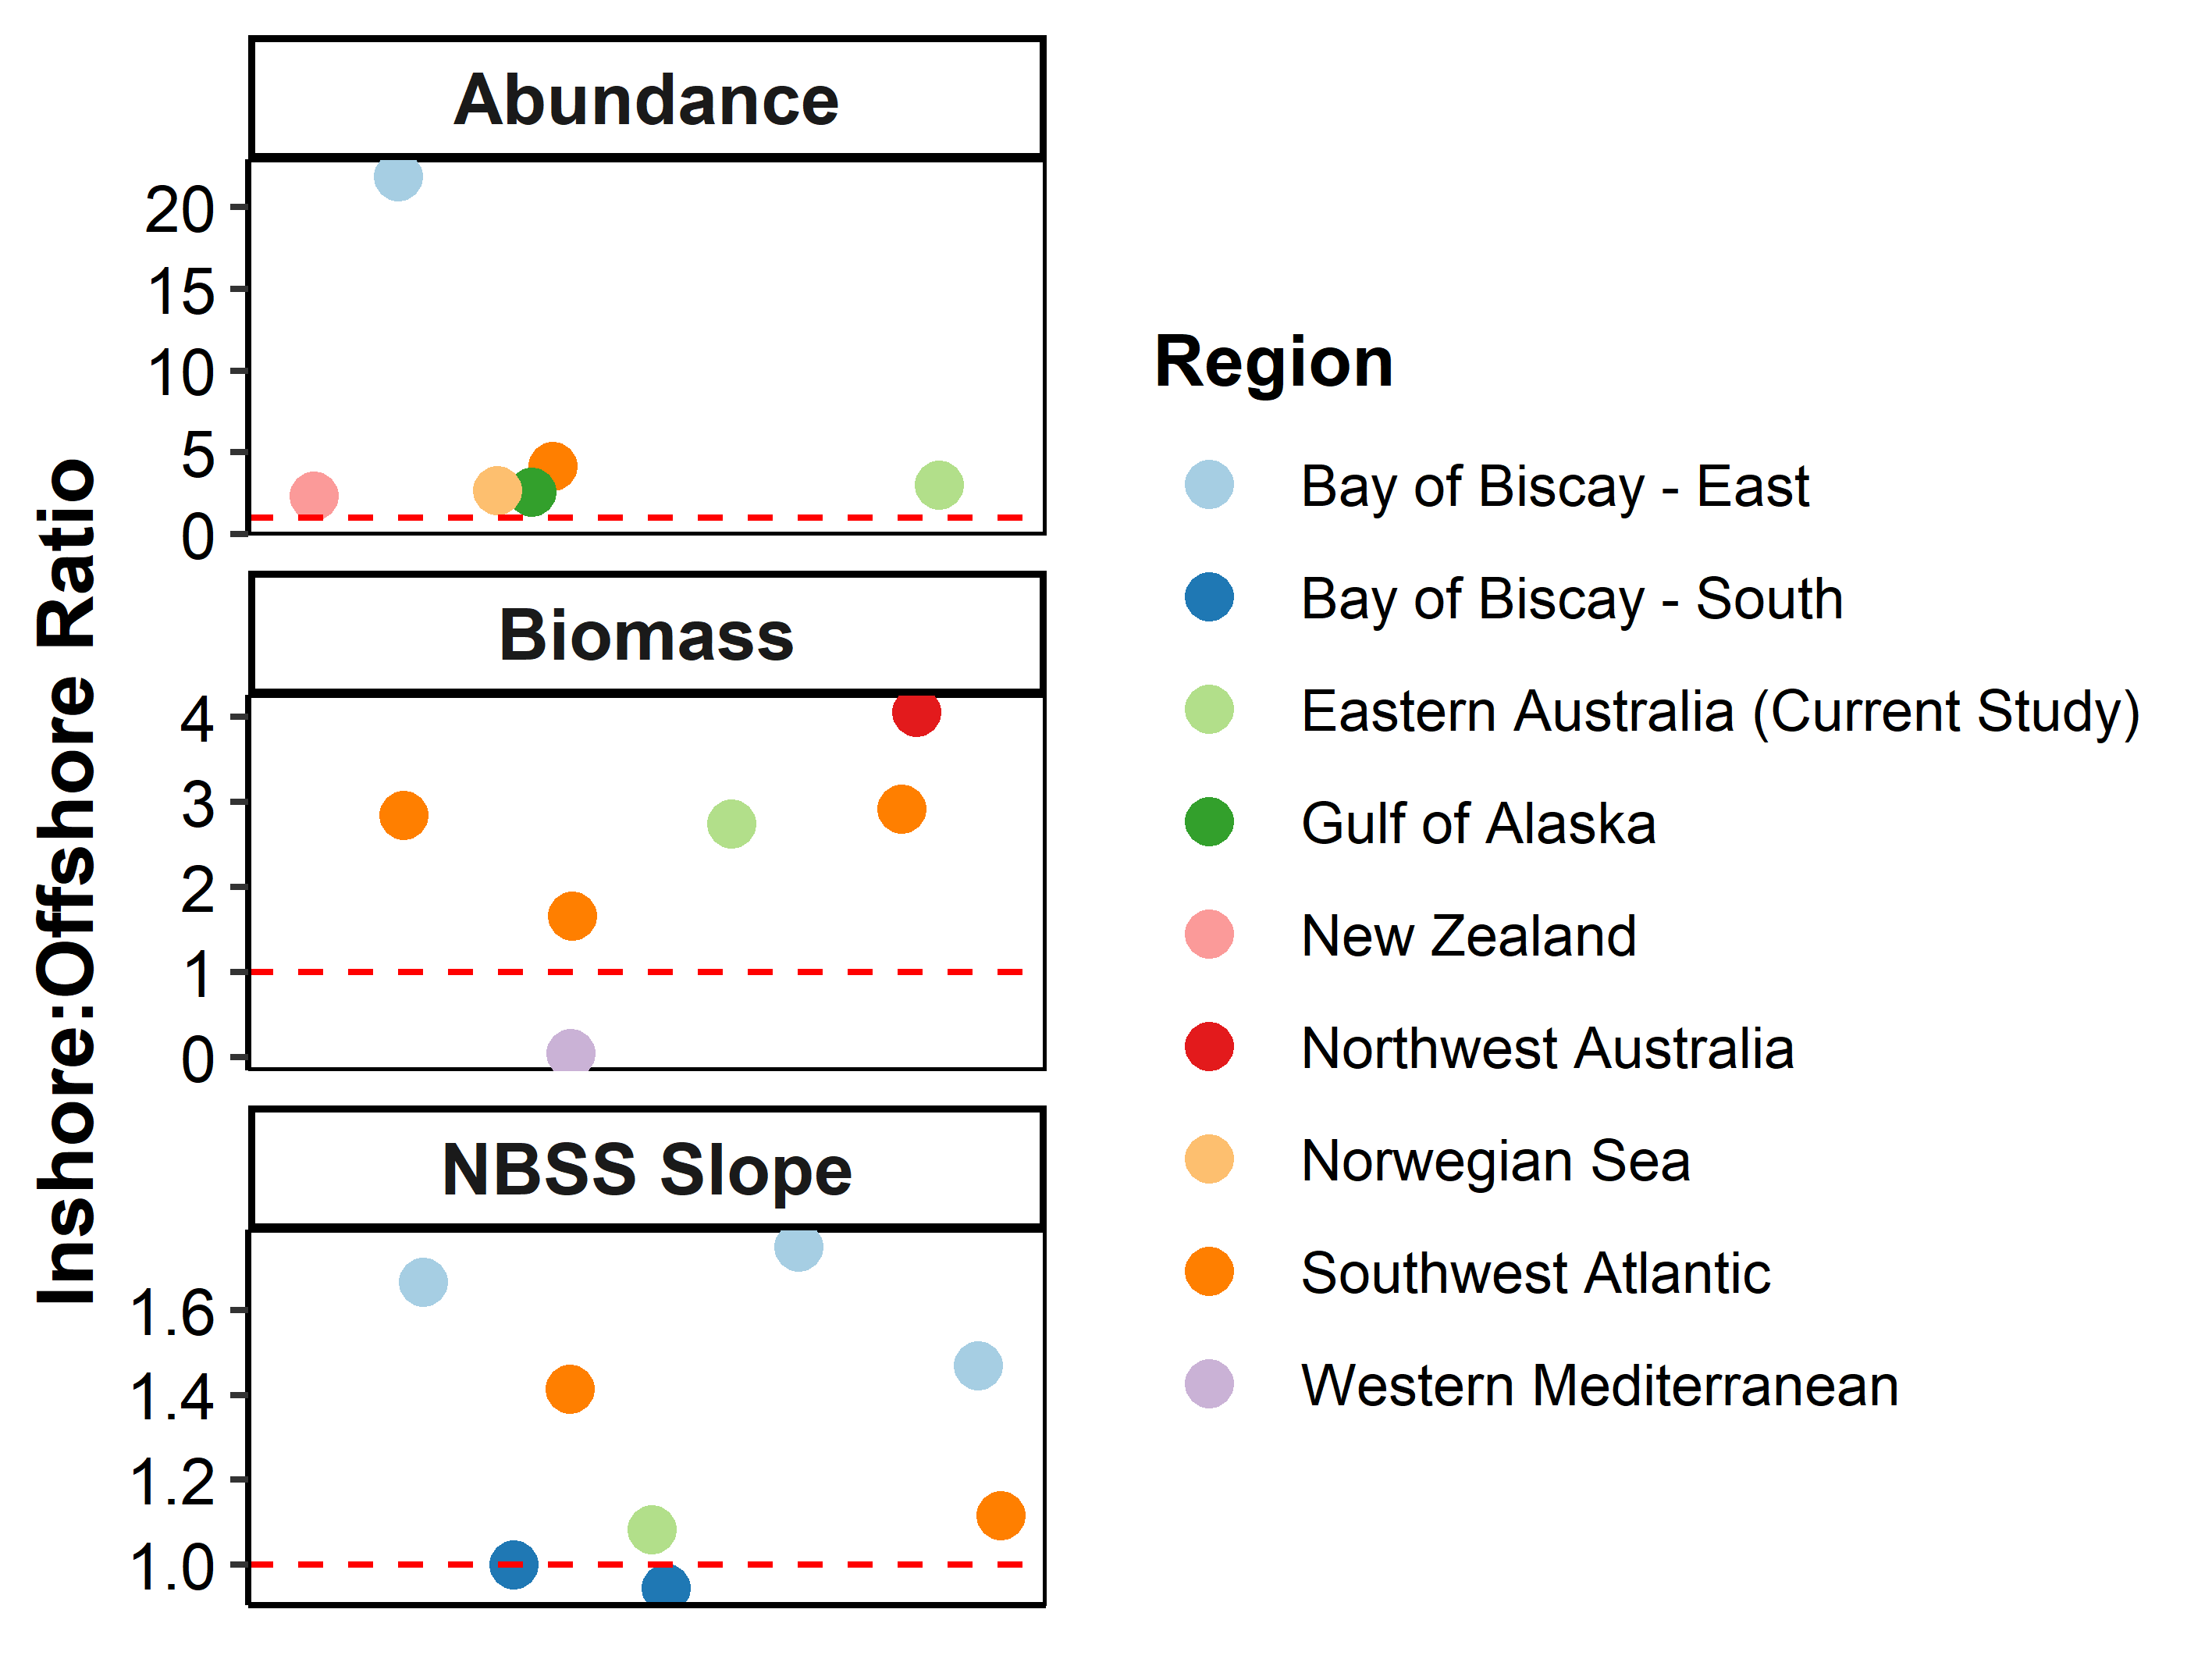 Abundance
20
15
10
5
0
Biomass
4
3
2
1
0
NBSS Slope
1.6
1.4
1.2
1.0
Inshore:Offshore Ratio
Region
Bay of Biscay - East
Bay of Biscay - South
Eastern Australia (Current Study)
Gulf of Alaska
New Zealand
Northwest Australia
Norwegian Sea
Southwest Atlantic
Western Mediterranean